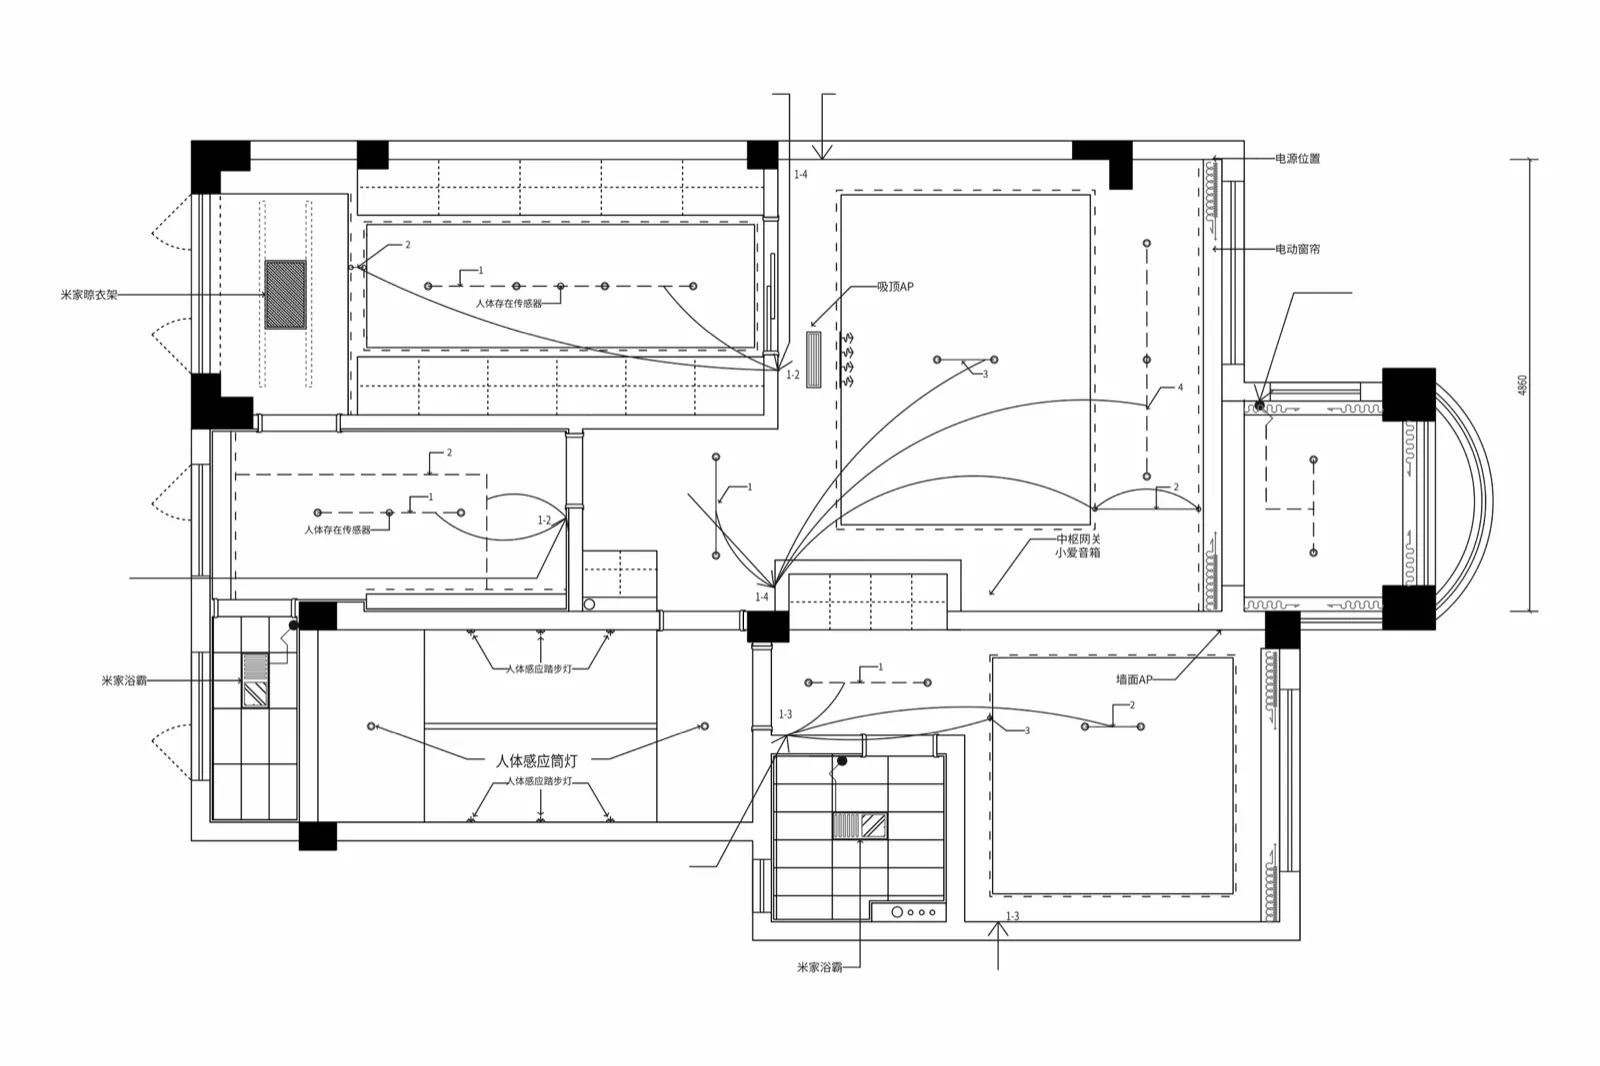 1-4
电源位置
2
电动窗帘
1
吸顶AP
米家晾衣架
人体存在传感器
1-2
3
4
4860
2
1
1
2
人体存在传感器
1-2
中枢网关
小爱音箱
1-4
人体感应踏步灯
1
墙面AP
米家浴霸
2
1-3
3
人体感应筒灯
人体感应踏步灯
1-3
米家浴霸